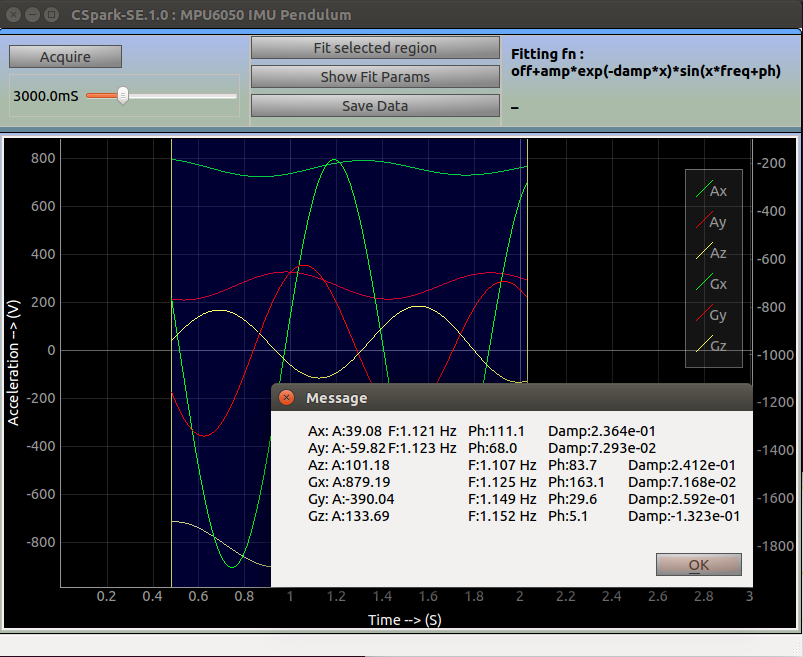 CSpark-SE.1.0 : MPU6050 IMU Pendulum
Acquire
3000.0mS
Fit selected region
Show Fit Params
Save Data
Fitting fn :
off+amp*exp(-damp*x)*sin(x*freq+ph)
_
Acceleration --> (V)
800
600
400
200
0
-200
-400
-600
-800
-200
-400
-600
-800
-1000
-1200
-1400
-1600
-1800
Ax
Ay
Az
Gx
Gy
Gz
Message
Ax: A:39.08 F:1.121 Hz Ph:111.1 Damp:2.364e-01
Ay: A:-59.82 F:1.123 Hz Ph:68.0 Damp:7.293e-02
Az: A:101.18 F:1.107 Hz Ph:83.7 Damp:2.412e-01
Gx: A:879.19 F:1.125 Hz Ph:163.1 Damp:7.168e-02
Gy: A:-390.04 F:1.149 Hz Ph:29.6 Damp:2.592e-01
Gz: A:133.69 F:1.152 Hz Ph:5.1 Damp:-1.323e-01
OK
0.2 0.4 0.6 0.8 1 1.2 1.4 1.6 1.8 2 2.2 2.4 2.6 2.8 3
Time --> (S)